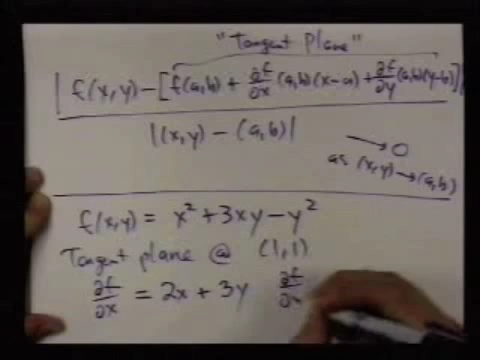 "Tangent Plane"
| f(x,y) - [f(a,b) + ∂f/∂x (a,b)(x-a) + ∂f/∂y (a,b)(y-b)] |
|(x,y) - (a,b)|
→ 0
as (x,y) → (a,b)
f(x,y) = x² + 3xy - y²
Tangent plane @ (1,1)
∂f/∂x = 2x + 3y ∂f/∂x